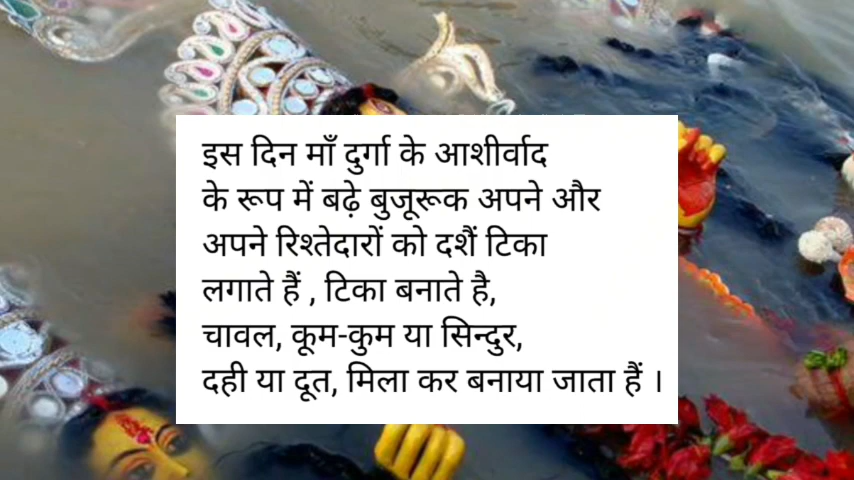 इस दिन माँ दुर्गा के आशीर्वाद
के रूप में बढ़े बुजूरूक अपने और
अपने रिश्तेदारों को दशैं टिका
लगाते हैं , टिका बनाते है,
चावल, कूम-कुम या सिन्दुर,
दही या दूत, मिला कर बनाया जाता हैं ।